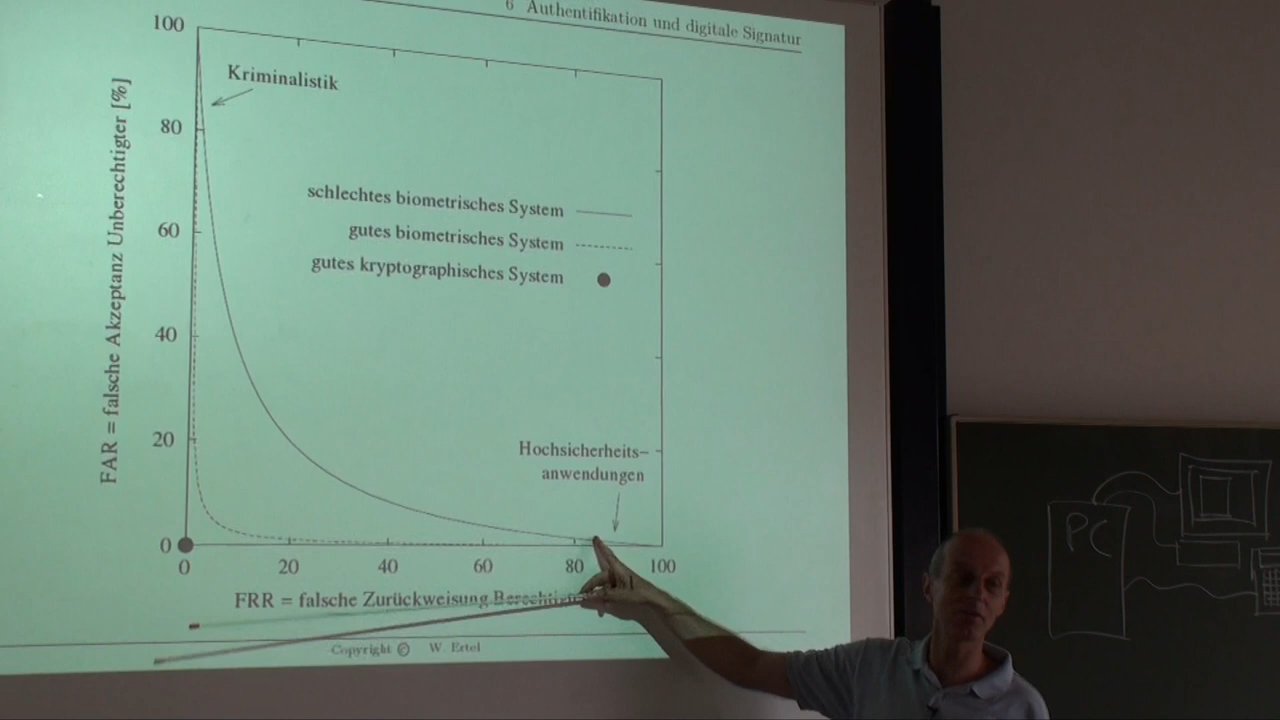 6 Authentifikation und digitale Signatur
100
80
60
40
20
0
FAR = falsche Akzeptanz Unberechtigter [%]
Kriminalistik
schlechtes biometrisches System
gutes biometrisches System
gutes kryptographisches System
Hochsicherheits-
anwendungen
0 20 40 60 80 100
FRR = falsche Zurückweisung
Copyright © W. Ertel
PC